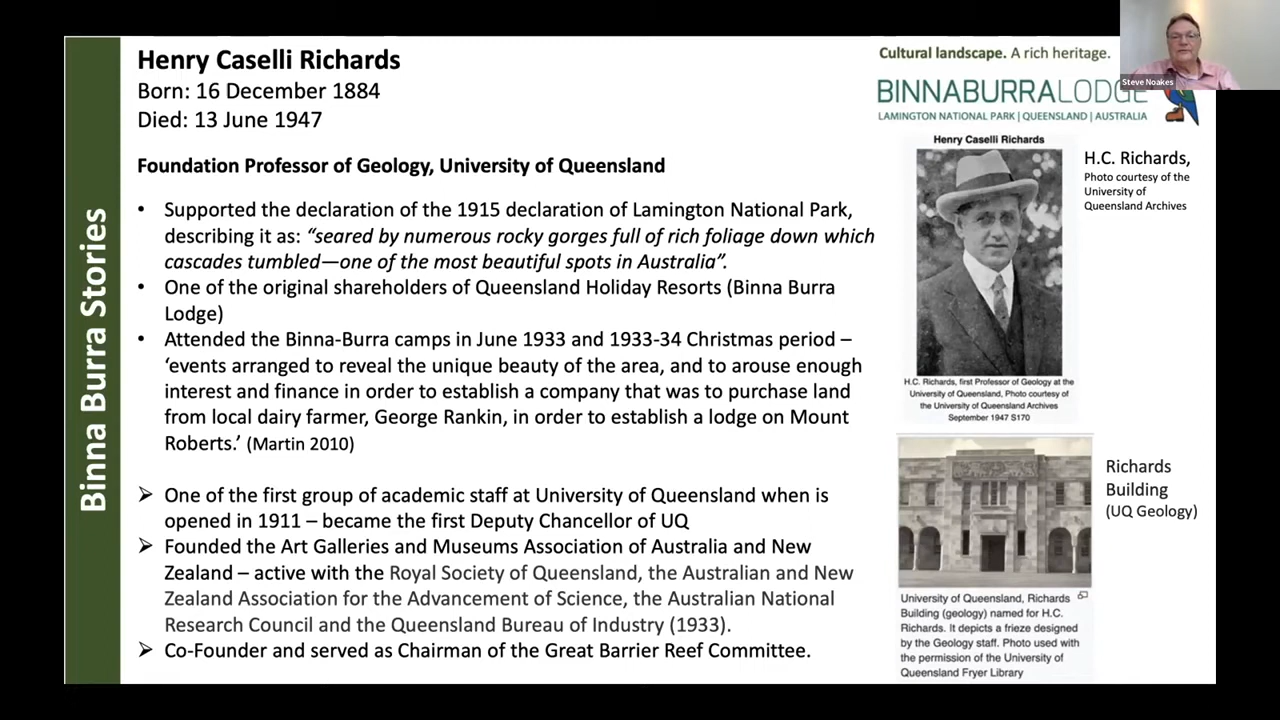 Binna Burra Stories
Henry Caselli Richards
Born: 16 December 1884
Died: 13 June 1947
Foundation Professor of Geology, University of Queensland
• Supported the declaration of the 1915 declaration of Lamington National Park,
describing it as: “seared by numerous rocky gorges full of rich foliage down which
cascades tumbled—one of the most beautiful spots in Australia”.
• One of the original shareholders of Queensland Holiday Resorts (Binna Burra
Lodge)
• Attended the Binna-Burra camps in June 1933 and 1933-34 Christmas period –
‘events arranged to reveal the unique beauty of the area, and to arouse enough
interest and finance in order to establish a company that was to purchase land
from local dairy farmer, George Rankin, in order to establish a lodge on Mount
Roberts.’ (Martin 2010)
➢ One of the first group of academic staff at University of Queensland when is
opened in 1911 – became the first Deputy Chancellor of UQ
➢ Founded the Art Galleries and Museums Association of Australia and New
Zealand – active with the Royal Society of Queensland, the Australian and New
Zealand Association for the Advancement of Science, the Australian National
Research Council and the Queensland Bureau of Industry (1933).
➢ Co-Founder and served as Chairman of the Great Barrier Reef Committee.
Cultural landscape. A rich heritage.
BINNABURRALODGE
LAMINGTON NATIONAL PARK | QUEENSLAND | AUSTRALIA
Steve Noakes
Henry Caselli Richards
H.C. Richards, first Professor of Geology at the
University of Queensland, Photo courtesy of
the University of Queensland Archives
September 1947 S170
H.C. Richards,
Photo courtesy of the
University of
Queensland Archives
Richards
Building
(UQ Geology)
University of Queensland, Richards
Building (geology) named for H.C.
Richards. It depicts a frieze designed
by the Geology staff. Photo used with
the permission of the University of
Queensland Fryer Library